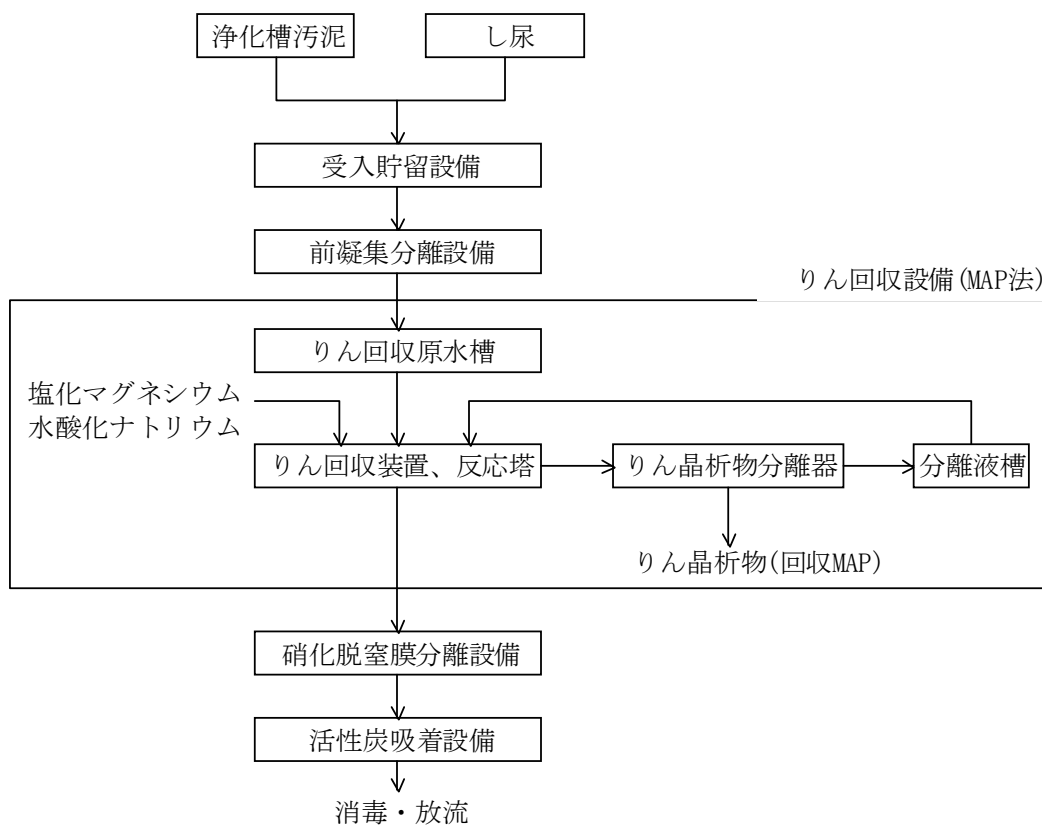 浄化槽汚泥
し尿
受入貯留設備
前凝集分離設備
りん回収設備(MAP法)
りん回収原水槽
塩化マグネシウム
水酸化ナトリウム
りん回収装置、反応塔
りん晶析物分離器
分離液槽
りん晶析物(回収MAP)
硝化脱窒膜分離設備
活性炭吸着設備
消毒・放流